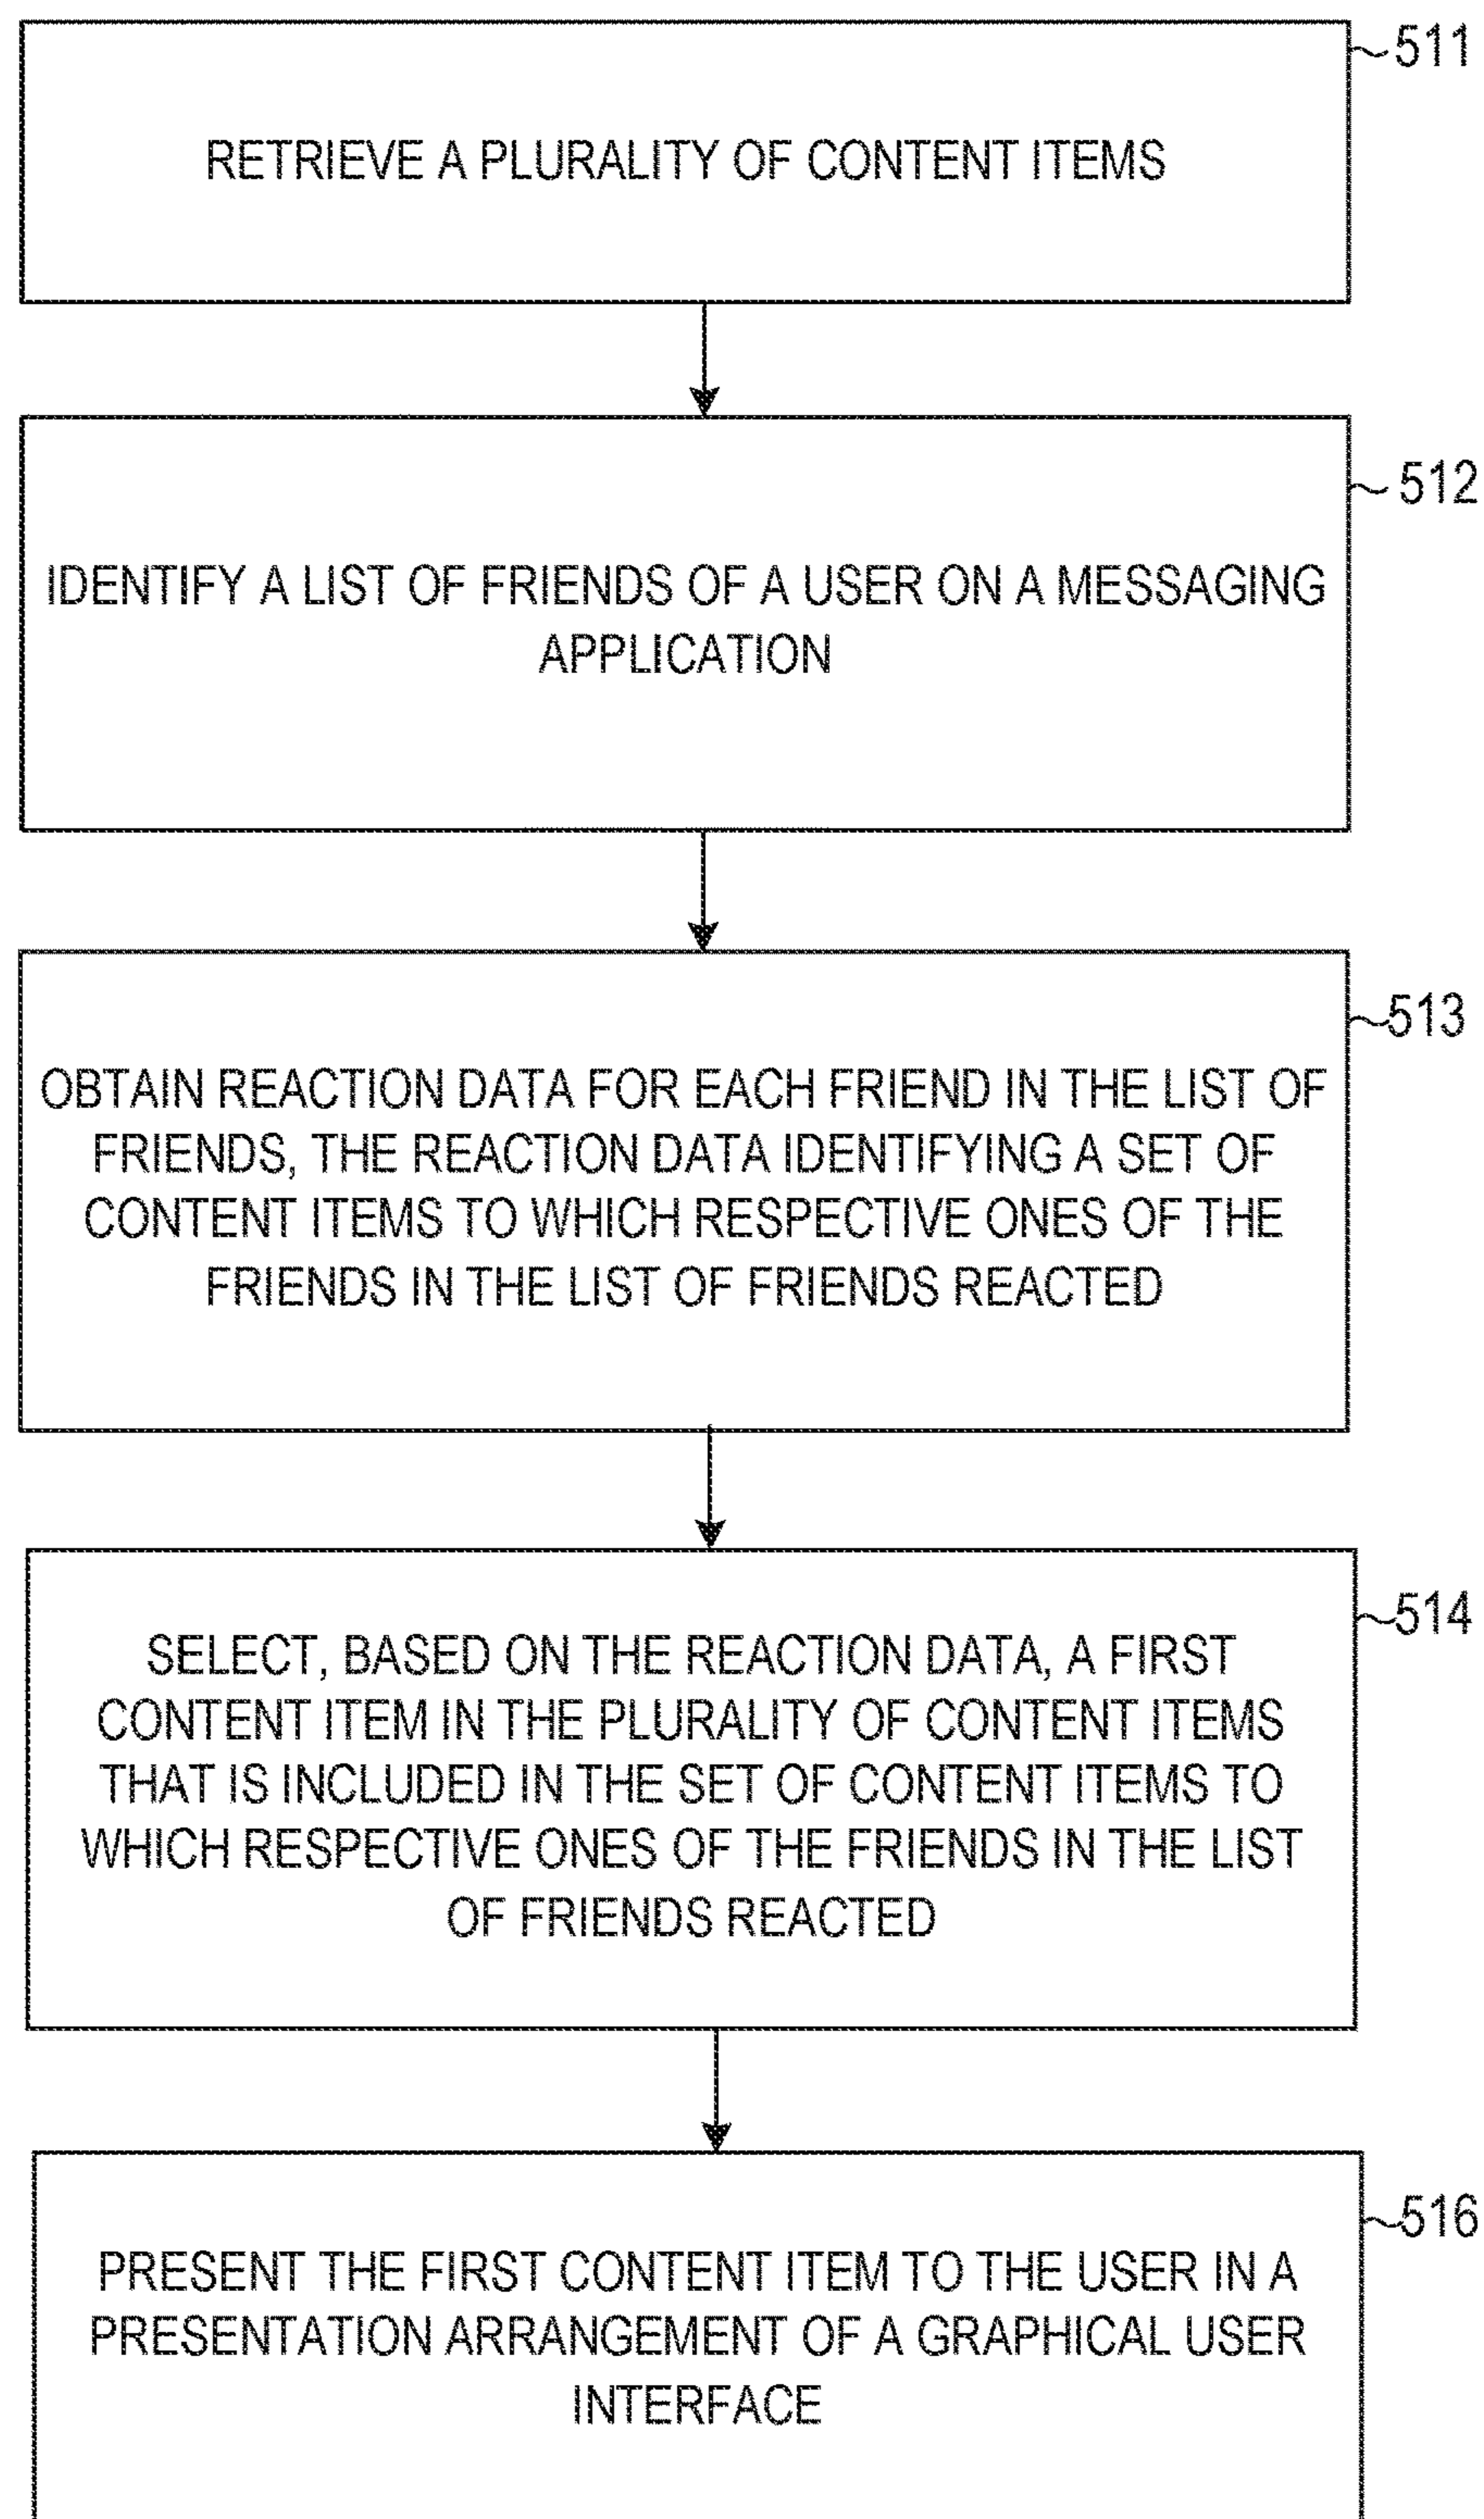 511
RETRIEVE A PLURALITY OF CONTENT ITEMS
512
IDENTIFY A LIST OF FRIENDS OF A USER ON A MESSAGING
APPLICATION
513
OBTAIN REACTION DATA FOR EACH FRIEND IN THE LIST OF
FRIENDS, THE REACTION DATA IDENTIFYING A SET OF
CONTENT ITEMS TO WHICH RESPECTIVE ONES OF THE
FRIENDS IN THE LIST OF FRIENDS REACTED
514
SELECT, BASED ON THE REACTION DATA, A FIRST
CONTENT ITEM IN THE PLURALITY OF CONTENT ITEMS
THAT IS INCLUDED IN THE SET OF CONTENT ITEMS TO
WHICH RESPECTIVE ONES OF THE FRIENDS IN THE LIST
OF FRIENDS REACTED
516
PRESENT THE FIRST CONTENT ITEM TO THE USER IN A
PRESENTATION ARRANGEMENT OF A GRAPHICAL USER
INTERFACE